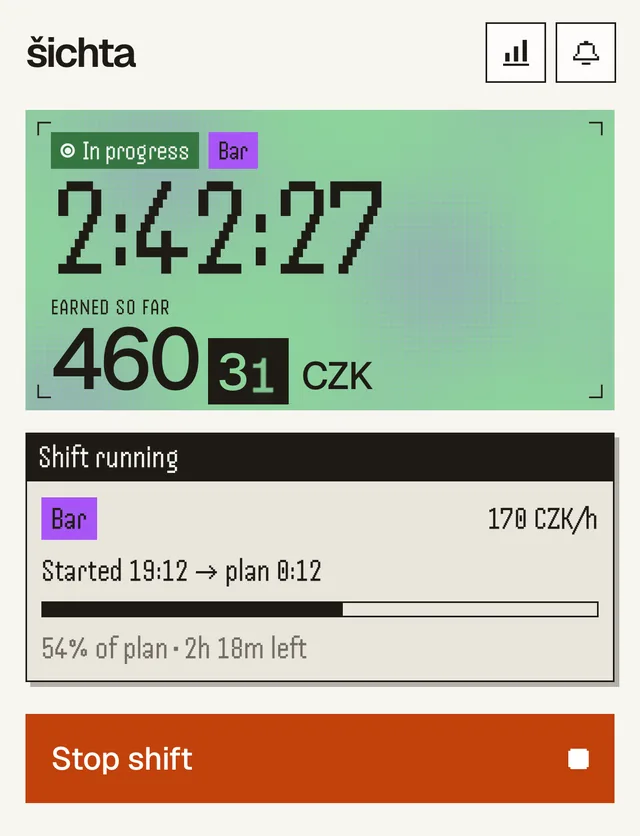 šichta
In progress Bar
2:42:27
EARNED SO FAR
460 31 CZK
Shift running
Bar 170 CZK/h
Started 19:12 → plan 0:12
54% of plan · 2h 18m left
Stop shift